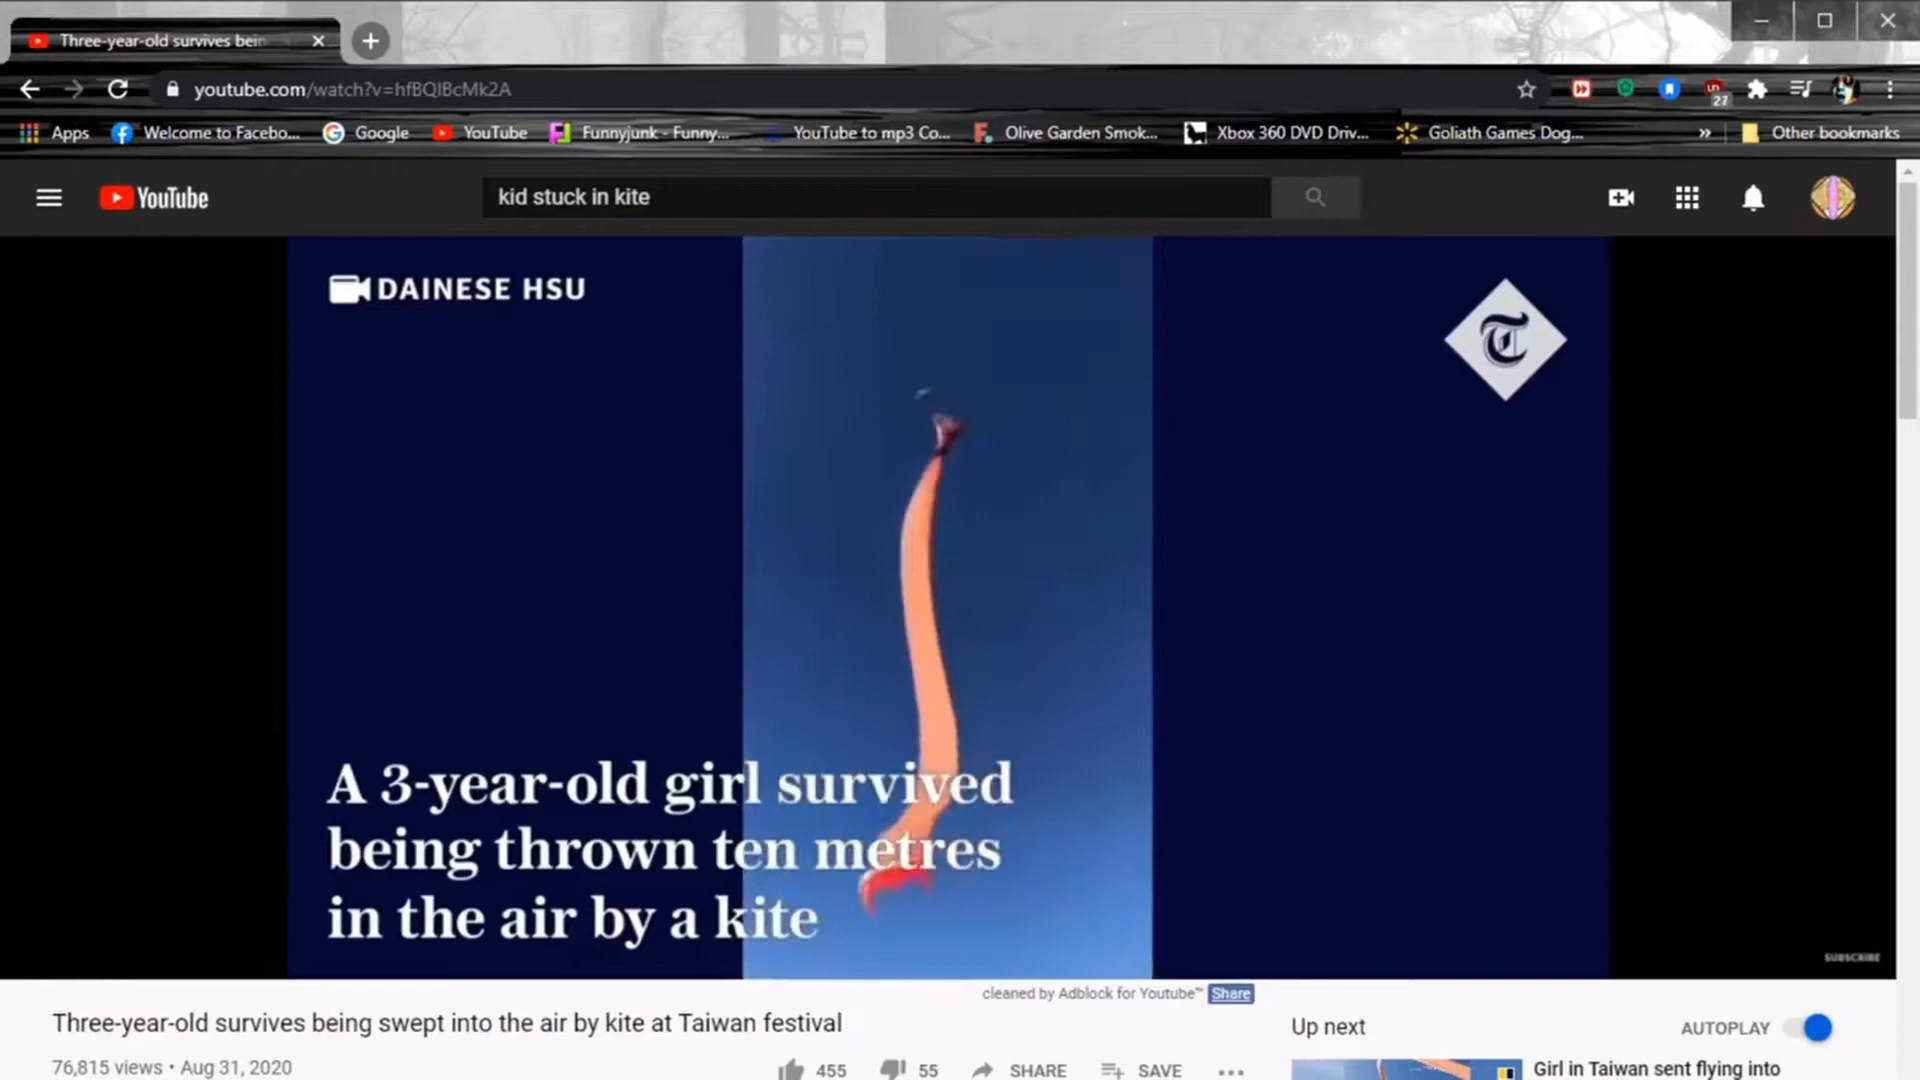 Three-year-old survives bein
youtube.com/watch?v=hfBQIBcMk2A
27
Apps
Welcome to Facebo...
Google
YouTube
Funnyjunk - Funny...
YouTube to mp3 Co...
Olive Garden Smok...
Xbox 360 DVD Driv...
Goliath Games Dog...
»
Other bookmarks
YouTube
kid stuck in kite
DAINESE HSU
T
A 3-year-old girl survived
being thrown ten metres
in the air by a kite
SUBSCRIBE
cleaned by Adblock for Youtube™ Share
Three-year-old survives being swept into the air by kite at Taiwan festival
76,815 views • Aug 31, 2020
455
55
SHARE
SAVE
Up next
AUTOPLAY
Girl in Taiwan sent flying into